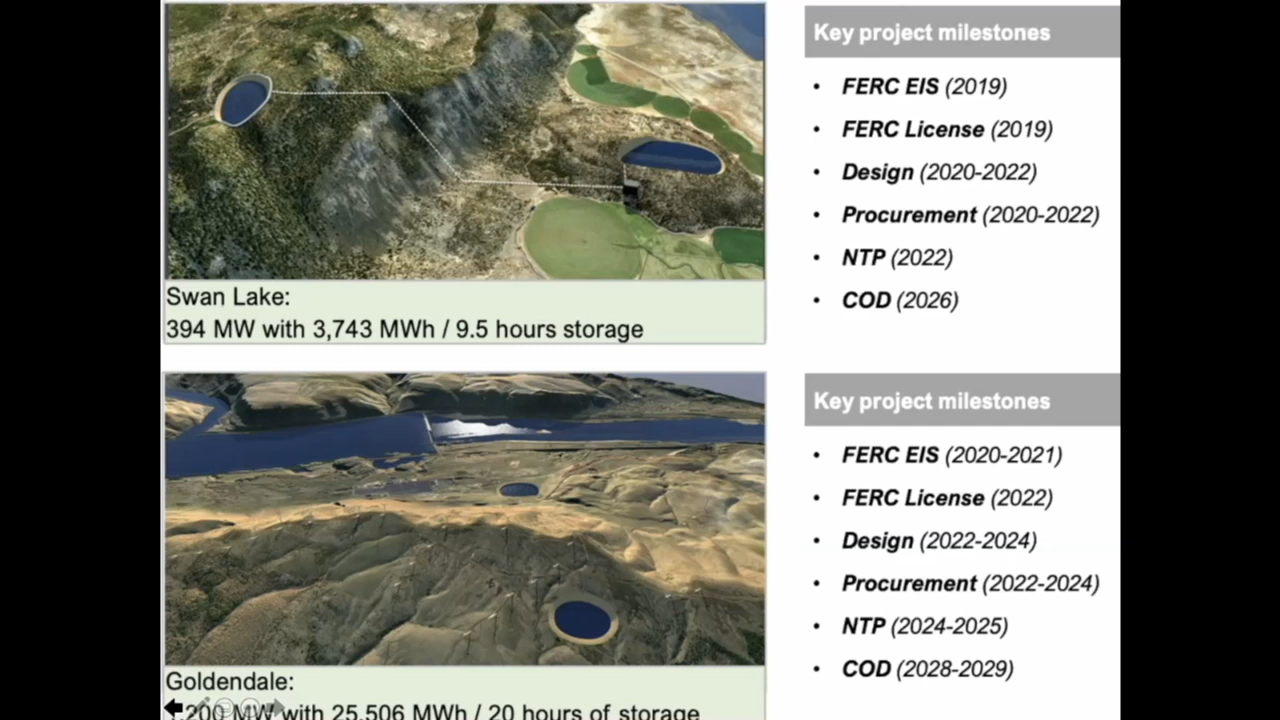 Key project milestones
• FERC EIS (2019)
• FERC License (2019)
• Design (2020-2022)
• Procurement (2020-2022)
• NTP (2022)
• COD (2026)
Swan Lake:
394 MW with 3,743 MWh / 9.5 hours storage
Key project milestones
• FERC EIS (2020-2021)
• FERC License (2022)
• Design (2022-2024)
• Procurement (2022-2024)
• NTP (2024-2025)
• COD (2028-2029)
Goldendale:
1,200 MW with 25,506 MWh / 20 hours of storage